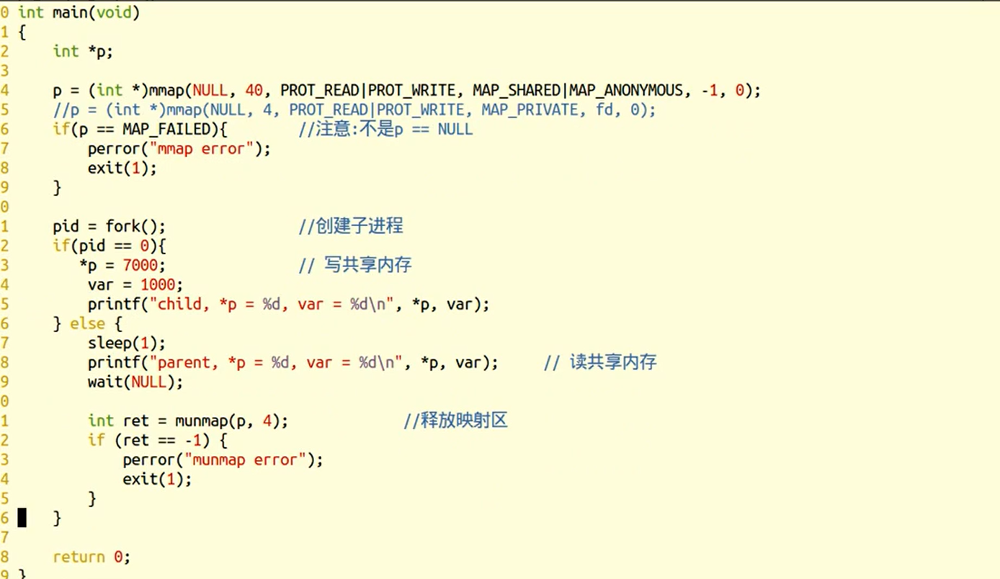 0 int main(void)
1 {
2     int *p;
3
4     p = (int *)mmap(NULL, 40, PROT_READ|PROT_WRITE, MAP_SHARED|MAP_ANONYMOUS, -1, 0);
5     //p = (int *)mmap(NULL, 4, PROT_READ|PROT_WRITE, MAP_PRIVATE, fd, 0);
6     if(p == MAP_FAILED){        //注意:不是p == NULL
7         perror("mmap error");
8         exit(1);
9     }
0
1     pid = fork();               //创建子进程
2     if(pid == 0){
3        *p = 7000;               // 写共享内存
4         var = 1000;
5         printf("child, *p = %d, var = %d\n", *p, var);
6     } else {
7         sleep(1);
8         printf("parent, *p = %d, var = %d\n", *p, var);     // 读共享内存
9         wait(NULL);
0
1         int ret = munmap(p, 4);             //释放映射区
2         if (ret == -1) {
3             perror("munmap error");
4             exit(1);
5         }
6     }
7
8     return 0;
9 }